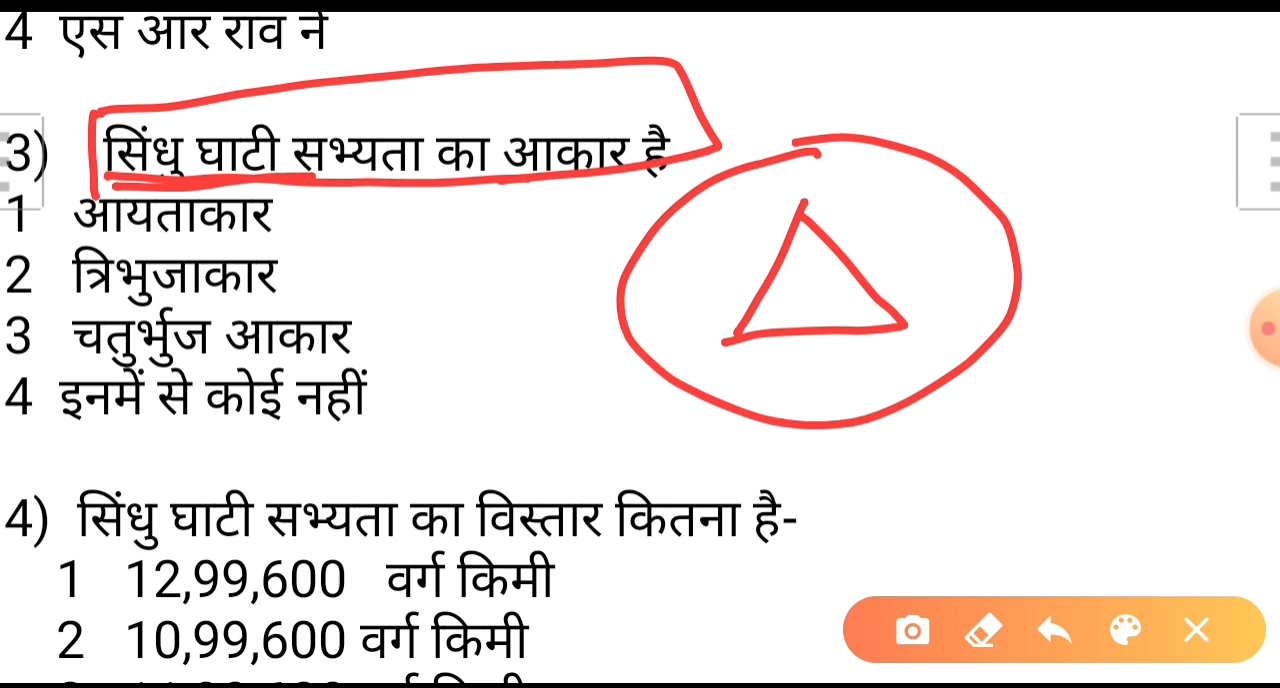 4 एस आर राव ने
3) सिंधु घाटी सभ्यता का आकार है
1 आयताकार
2 त्रिभुजाकार
3 चतुर्भुज आकार
4 इनमें से कोई नहीं
4) सिंधु घाटी सभ्यता का विस्तार कितना है-
1 12,99,600 वर्ग किमी
2 10,99,600 वर्ग किमी